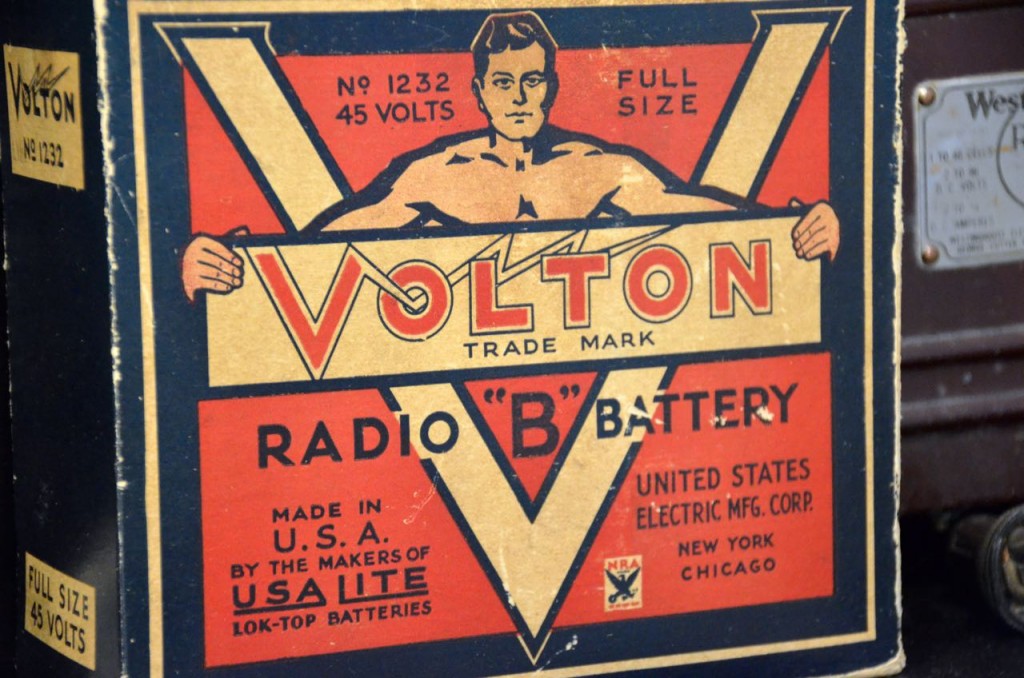 VOLTON
Nº 1232
FULL SIZE
45 VOLTS
Nº 1232
45 VOLTS
FULL
SIZE
VOLTON
TRADE MARK
RADIO "B" BATTERY
MADE IN
U.S.A.
BY THE MAKERS OF
USALITE
LOK-TOP BATTERIES
UNITED STATES
ELECTRIC MFG. CORP.
NEW YORK
CHICAGO
NRA
West